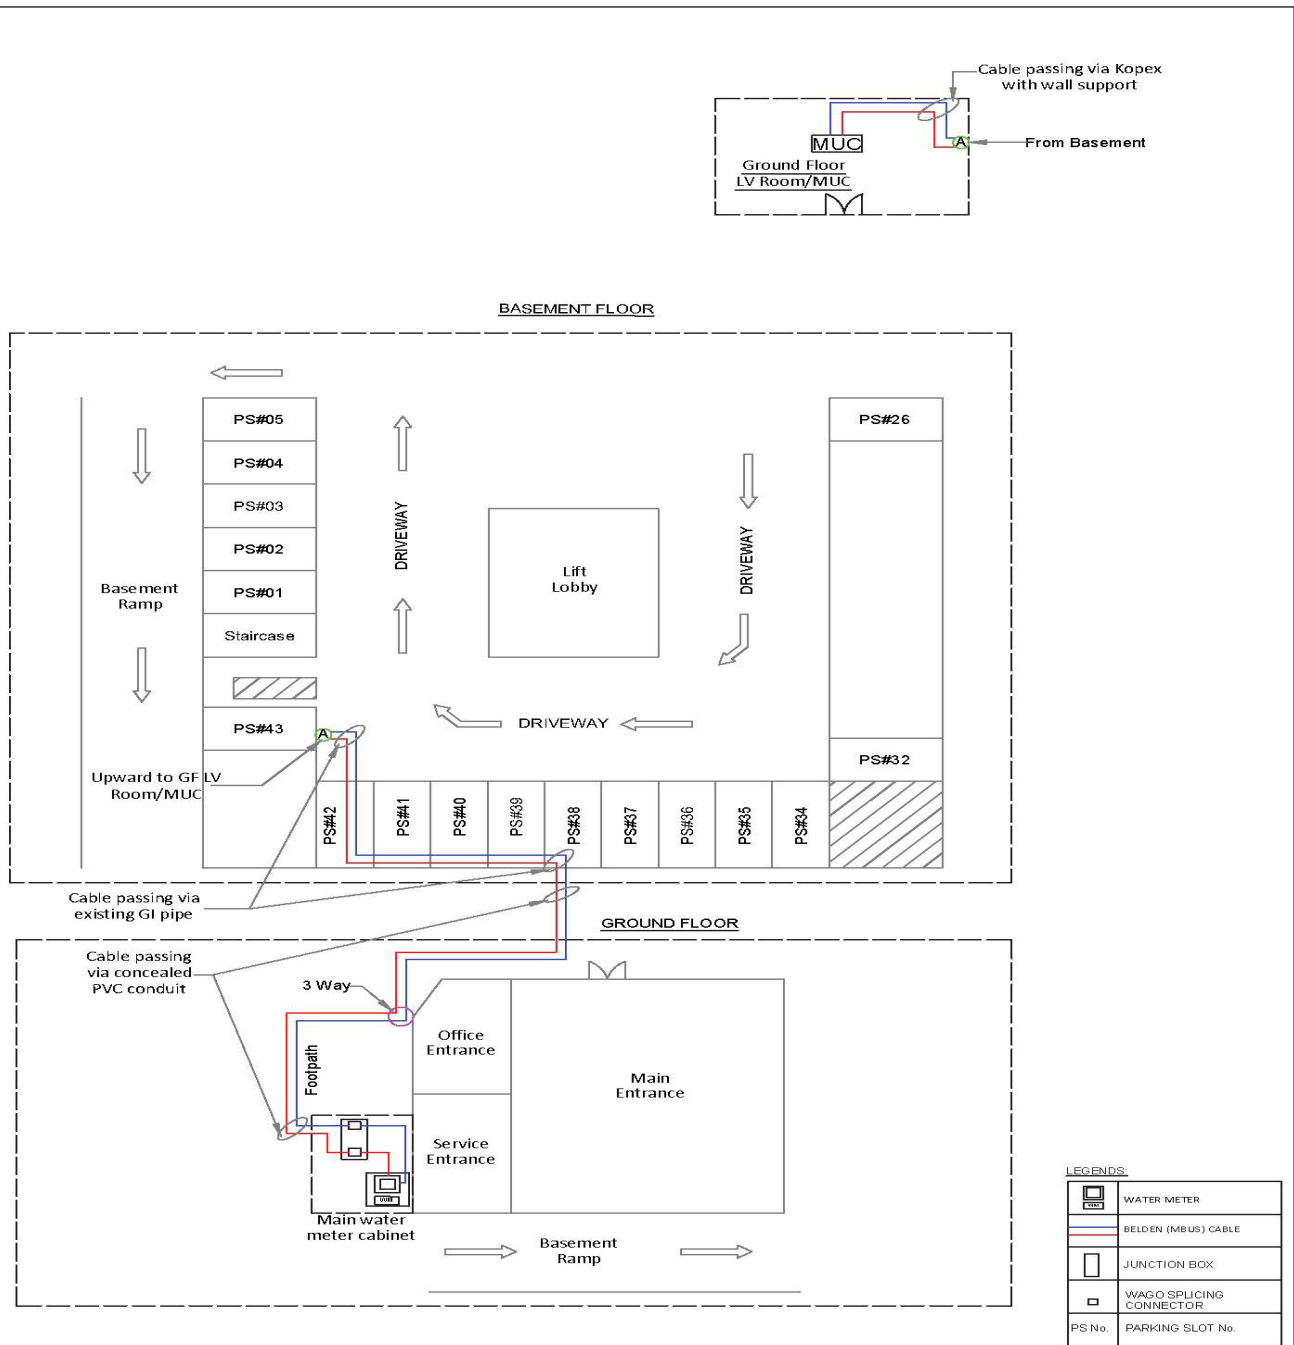 Cable passing via Kopex
with wall support
MUC
A
From Basement
Ground Floor
LV Room/MUC
BASEMENT FLOOR
PS#05
PS#04
PS#03
PS#02
PS#01
Staircase
PS#43
Basement
Ramp
DRIVEWAY
Lift
Lobby
DRIVEWAY
DRIVEWAY
PS#26
PS#32
A
Upward to GF LV
Room/MUC
PS#42
PS#41
PS#40
PS#39
PS#38
PS#37
PS#36
PS#35
PS#34
Cable passing via
existing GI pipe
GROUND FLOOR
Cable passing
via concealed
PVC conduit
3 Way
Footpath
Office
Entrance
Main
Entrance
Service
Entrance
WM
Main water
meter cabinet
Basement
Ramp
LEGENDS:
WM
WATER METER
BELDEN (MBUS) CABLE
JUNCTION BOX
WAGO SPLICING
CONNECTOR
PS No.
PARKING SLOT No.